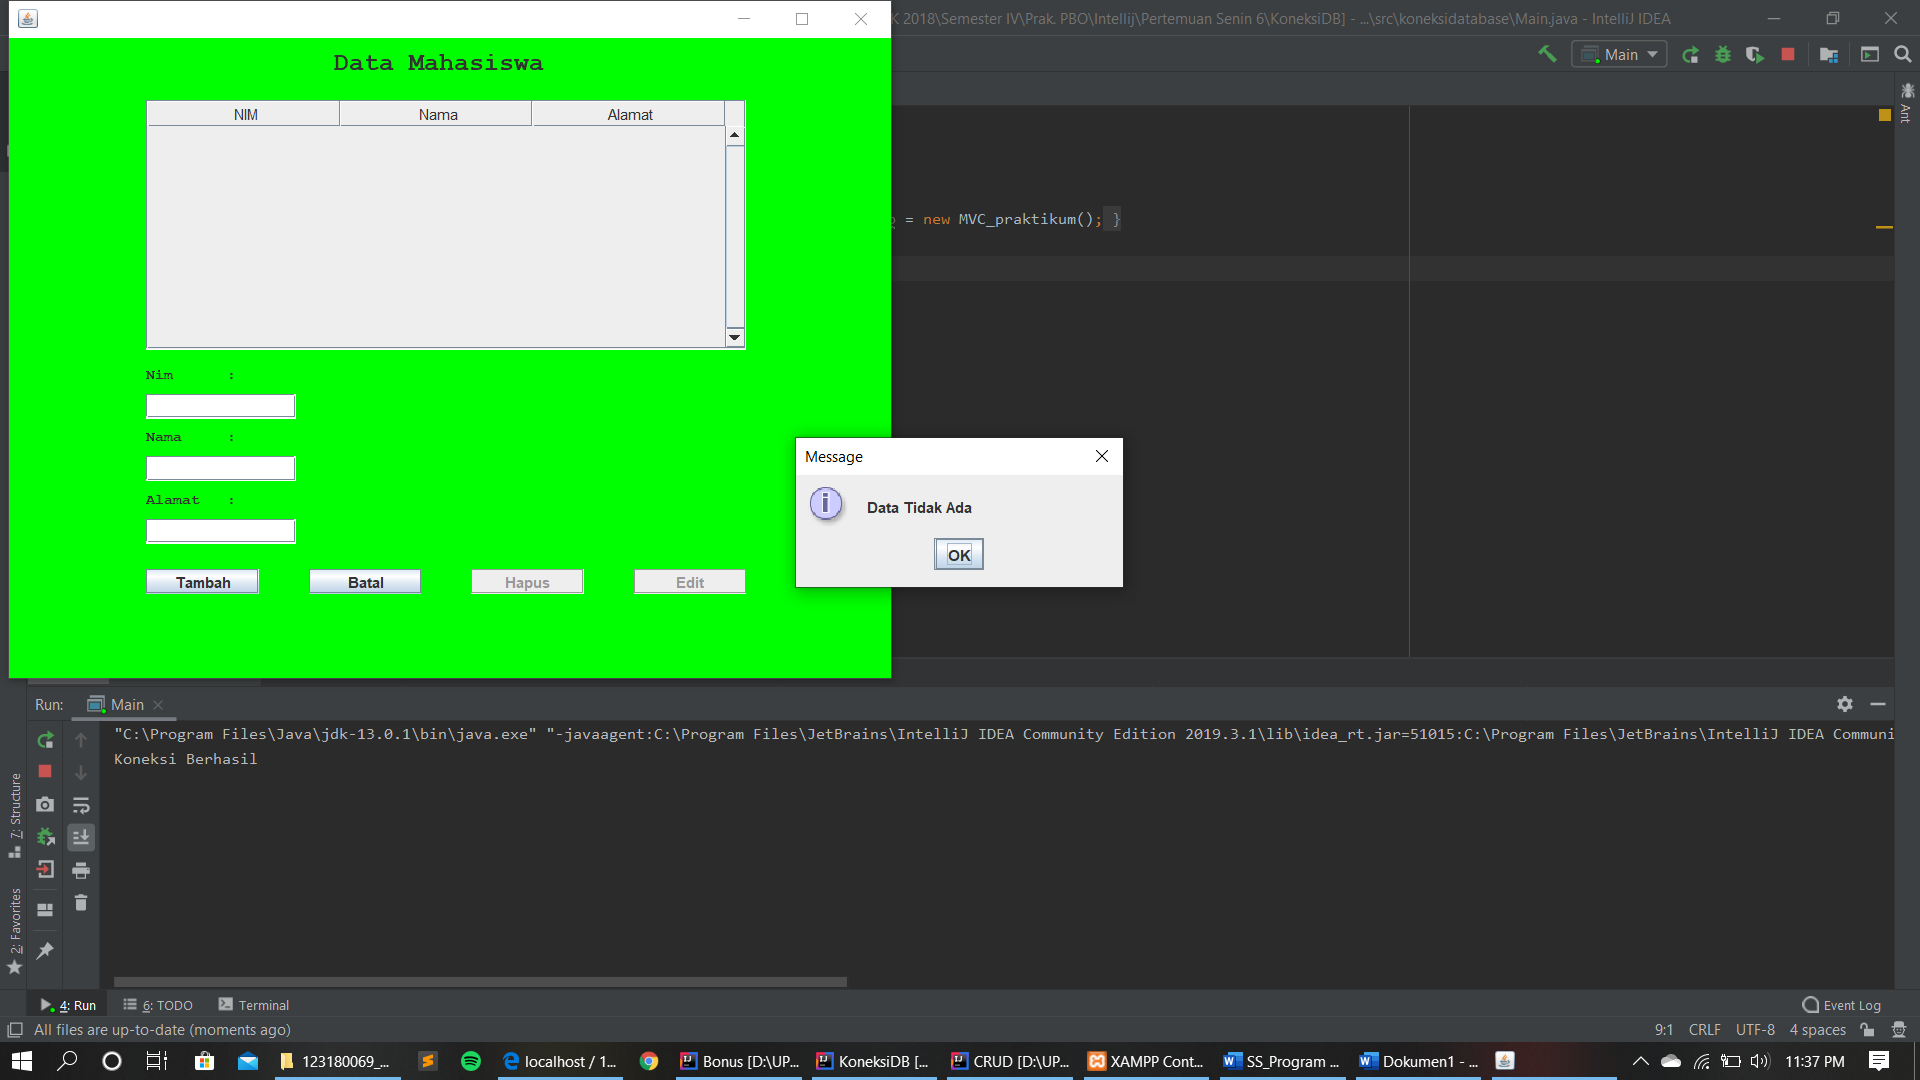 K 2018\Semester IV\Prak. PBO\Intellij\Pertemuan Senin 6\KoneksiDB] - ...\src\koneksidatabase\Main.java - IntelliJ IDEA
Main
Data Mahasiswa
NIM Nama Alamat
= new MVC_praktikum(); }
Nim :
Nama :
Alamat :
Tambah Batal Hapus Edit
Message
Data Tidak Ada
OK
Ant
Run: Main
"C:\Program Files\Java\jdk-13.0.1\bin\java.exe" "-javaagent:C:\Program Files\JetBrains\IntelliJ IDEA Community Edition 2019.3.1\lib\idea_rt.jar=51015:C:\Program Files\JetBrains\IntelliJ IDEA Communi
Koneksi Berhasil
7: Structure
2: Favorites
4: Run 6: TODO Terminal Event Log
All files are up-to-date (moments ago) 9:1 CRLF UTF-8 4 spaces
123180069_... localhost / 1... Bonus [D:\UP... KoneksiDB [... CRUD [D:\UP... XAMPP Cont... SS_Program ... Dokumen1 - ... 11:37 PM